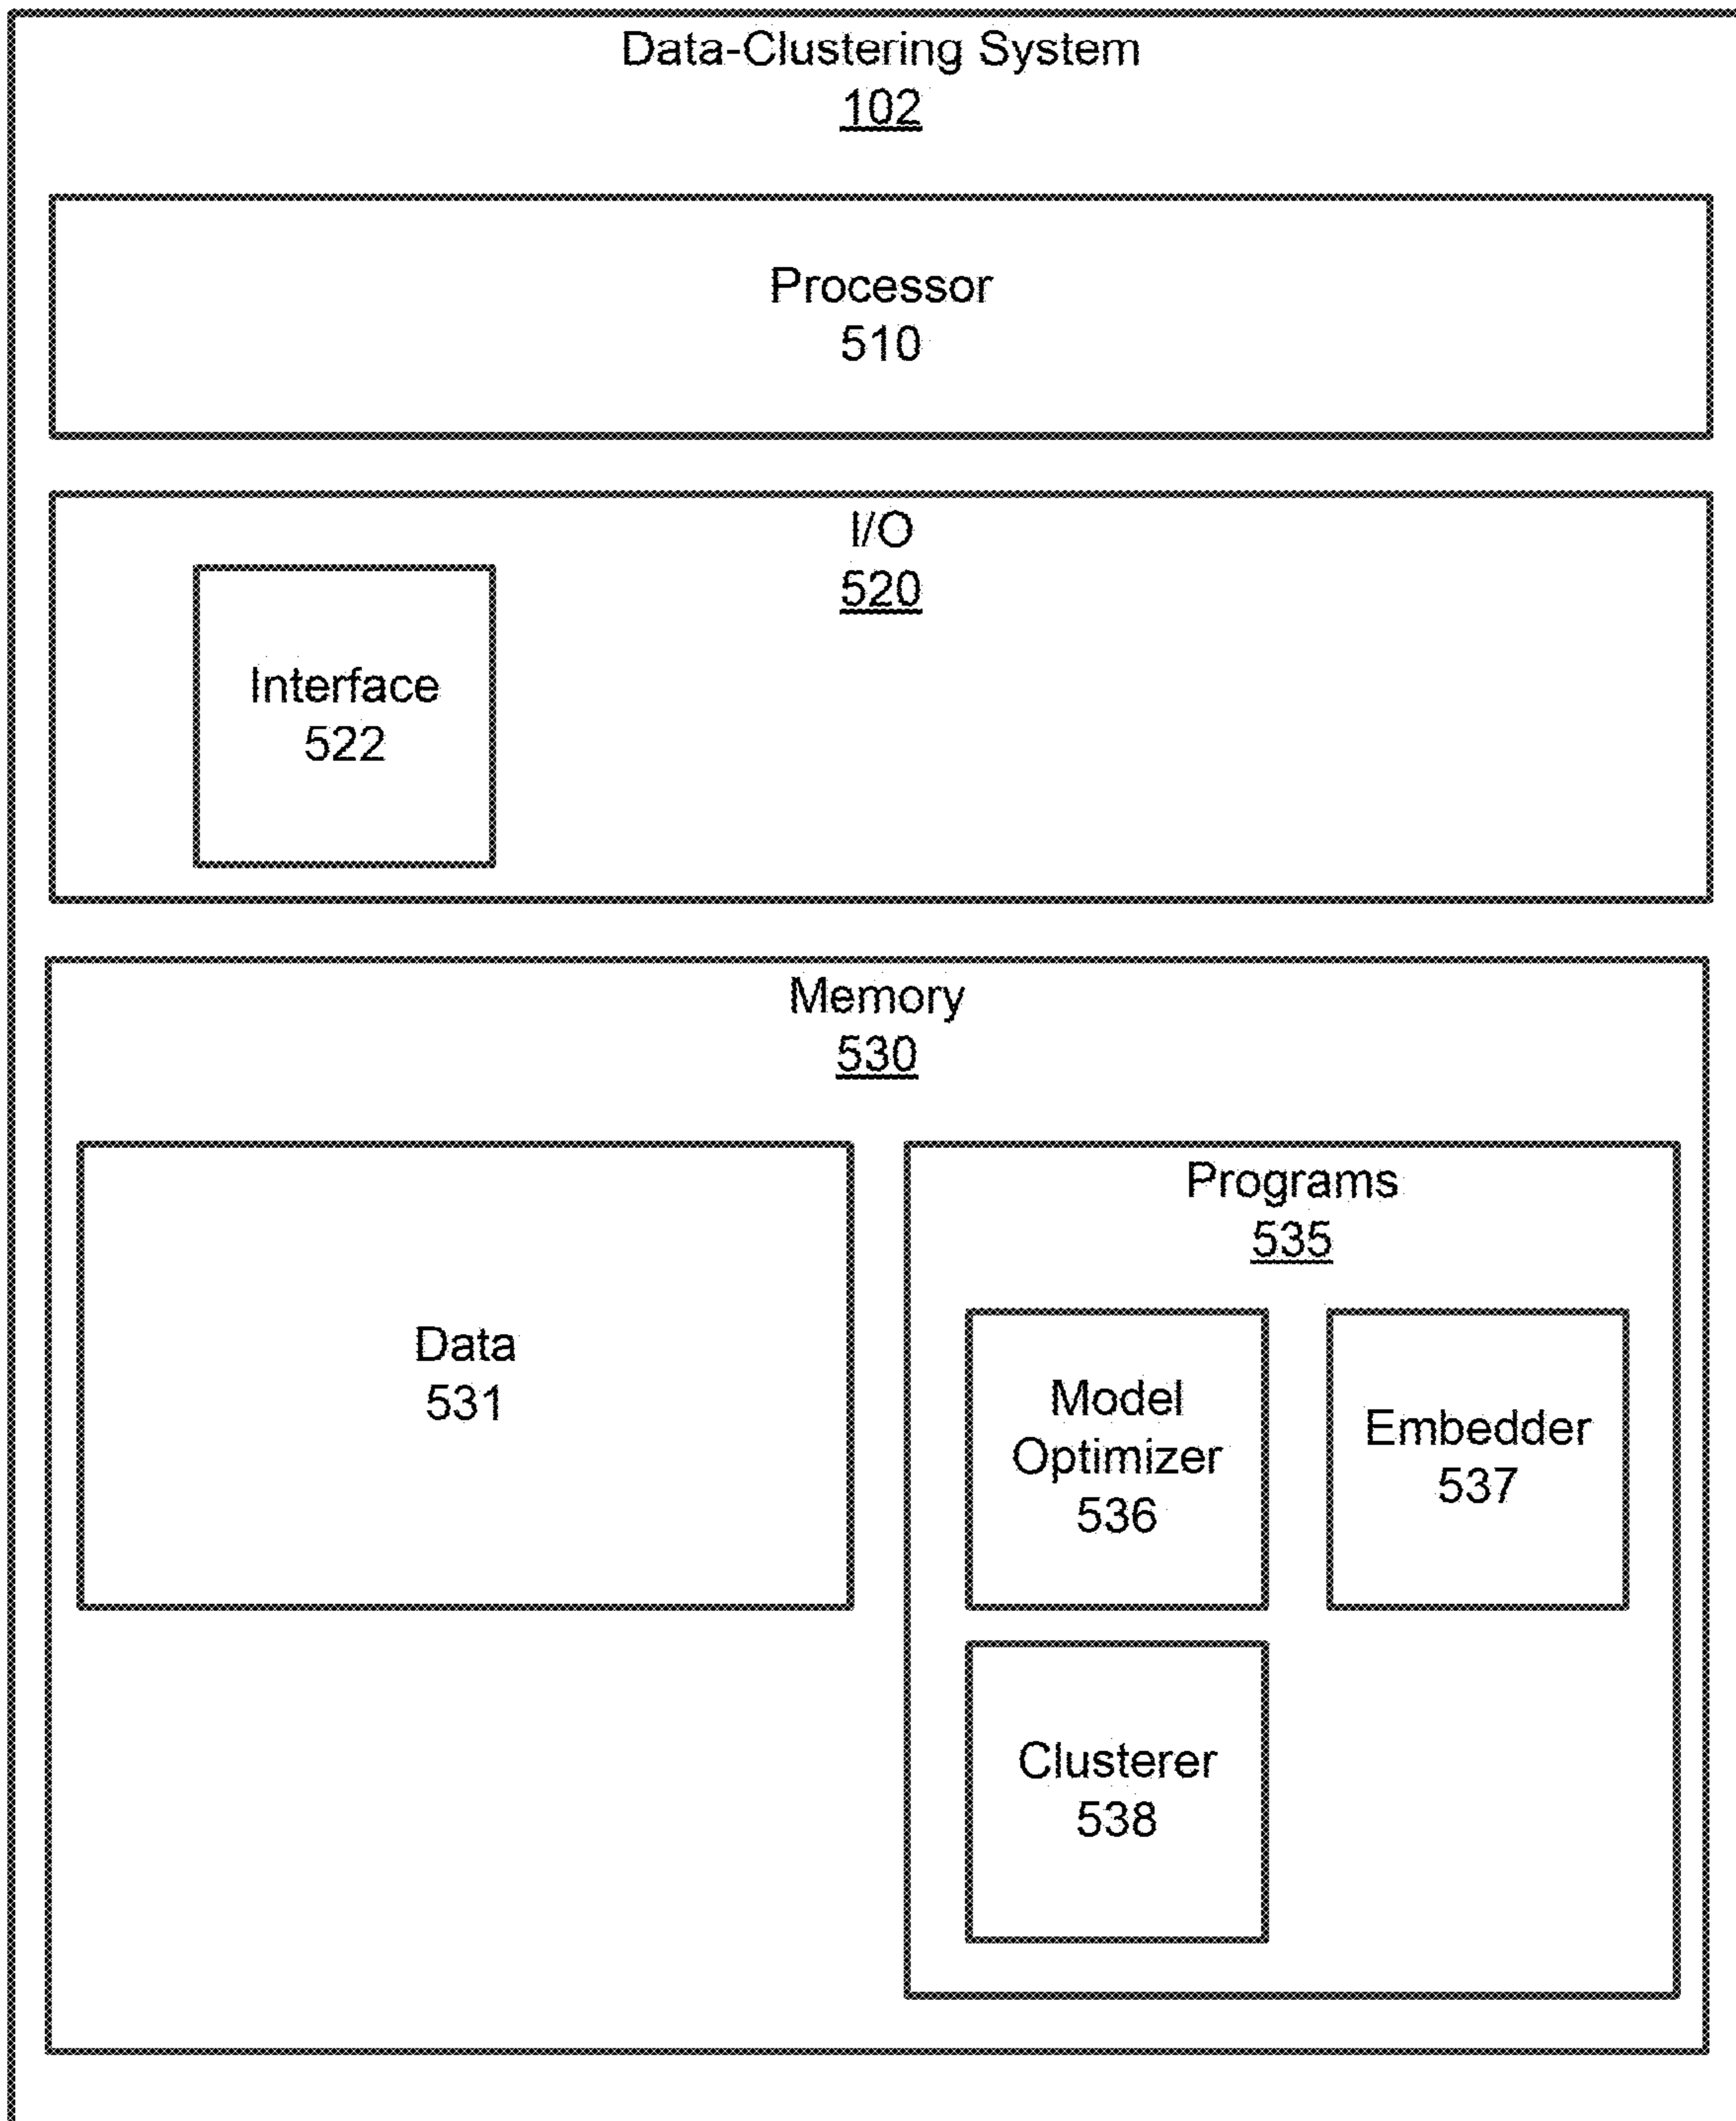 Data-Clustering System
102
Processor
510
I/O
520
Interface
522
Memory
530
Data
531
Programs
535
Model
Optimizer
536
Embedder
537
Clusterer
538